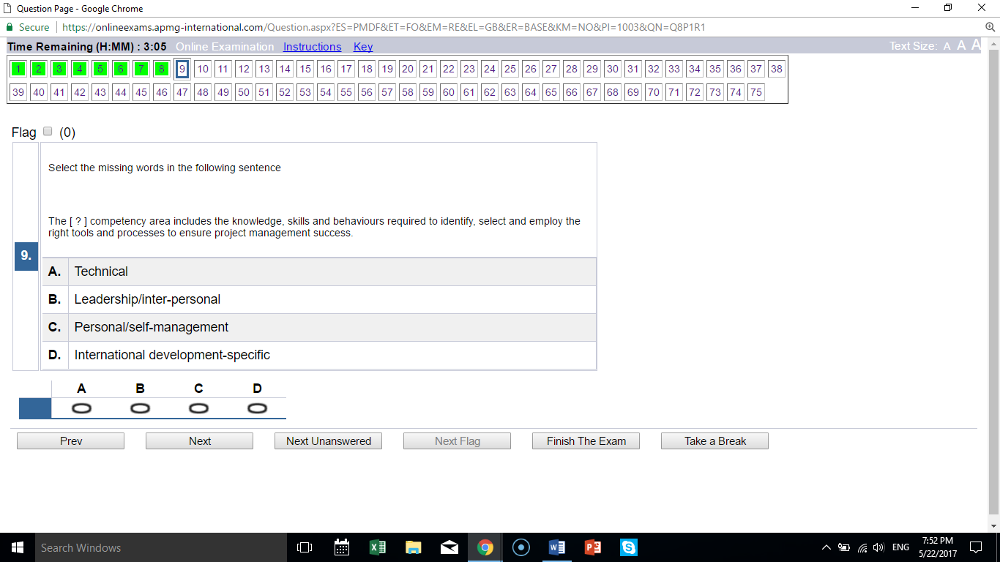 Question Page - Google Chrome
Secure https://onlineexams.apmg-international.com/Question.aspx?ES=PMDF&ET=FO&EM=RE&EL=GB&ER=BASE&KM=NO&PI=1003&QN=Q8P1R1
Time Remaining (H:MM) : 3:05 Online Examination Instructions Key Text Size: A A A
1 2 3 4 5 6 7 8 9 10 11 12 13 14 15 16 17 18 19 20 21 22 23 24 25 26 27 28 29 30 31 32 33 34 35 36 37 38
39 40 41 42 43 44 45 46 47 48 49 50 51 52 53 54 55 56 57 58 59 60 61 62 63 64 65 66 67 68 69 70 71 72 73 74 75
Flag (0)
Select the missing words in the following sentence
The [ ? ] competency area includes the knowledge, skills and behaviours required to identify, select and employ the
right tools and processes to ensure project management success.
9.
A. Technical
B. Leadership/inter-personal
C. Personal/self-management
D. International development-specific
A B C D
Prev Next Next Unanswered Next Flag Finish The Exam Take a Break
Search Windows
ENG
7:52 PM
5/22/2017